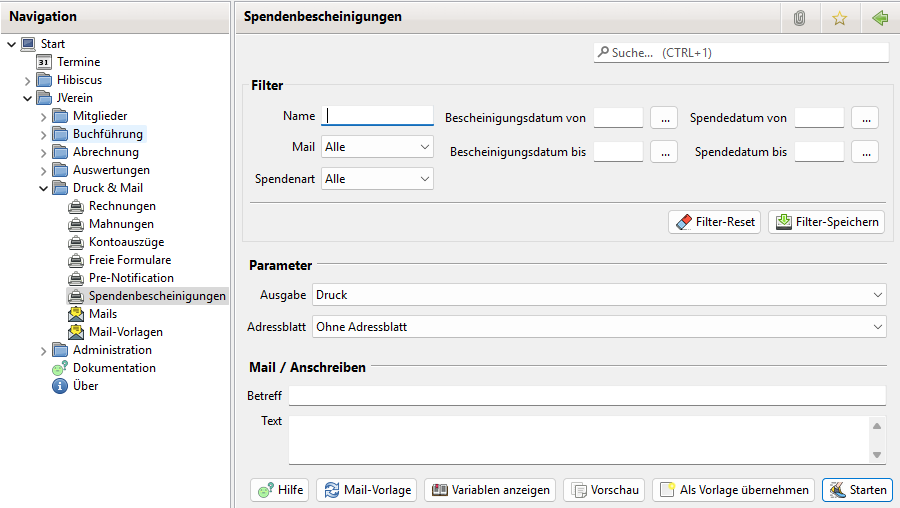 Navigation
Start
31 Termine
Hibiscus
JVerein
Mitglieder
Buchführung
Abrechnung
Auswertungen
Druck & Mail
Rechnungen
Mahnungen
Kontoauszüge
Freie Formulare
Pre-Notification
Spendenbescheinigungen
Mails
Mail-Vorlagen
Administration
Dokumentation
Über
Spendenbescheinigungen
Suche... (CTRL+1)
Filter
Name Bescheinigungsdatum von ... Spendedatum von ...
Mail Alle Bescheinigungsdatum bis ... Spendedatum bis ...
Spendenart Alle
Filter-Reset Filter-Speichern
Parameter
Ausgabe Druck
Adressblatt Ohne Adressblatt
Mail / Anschreiben
Betreff
Text
Hilfe Mail-Vorlage Variablen anzeigen Vorschau Als Vorlage übernehmen Starten